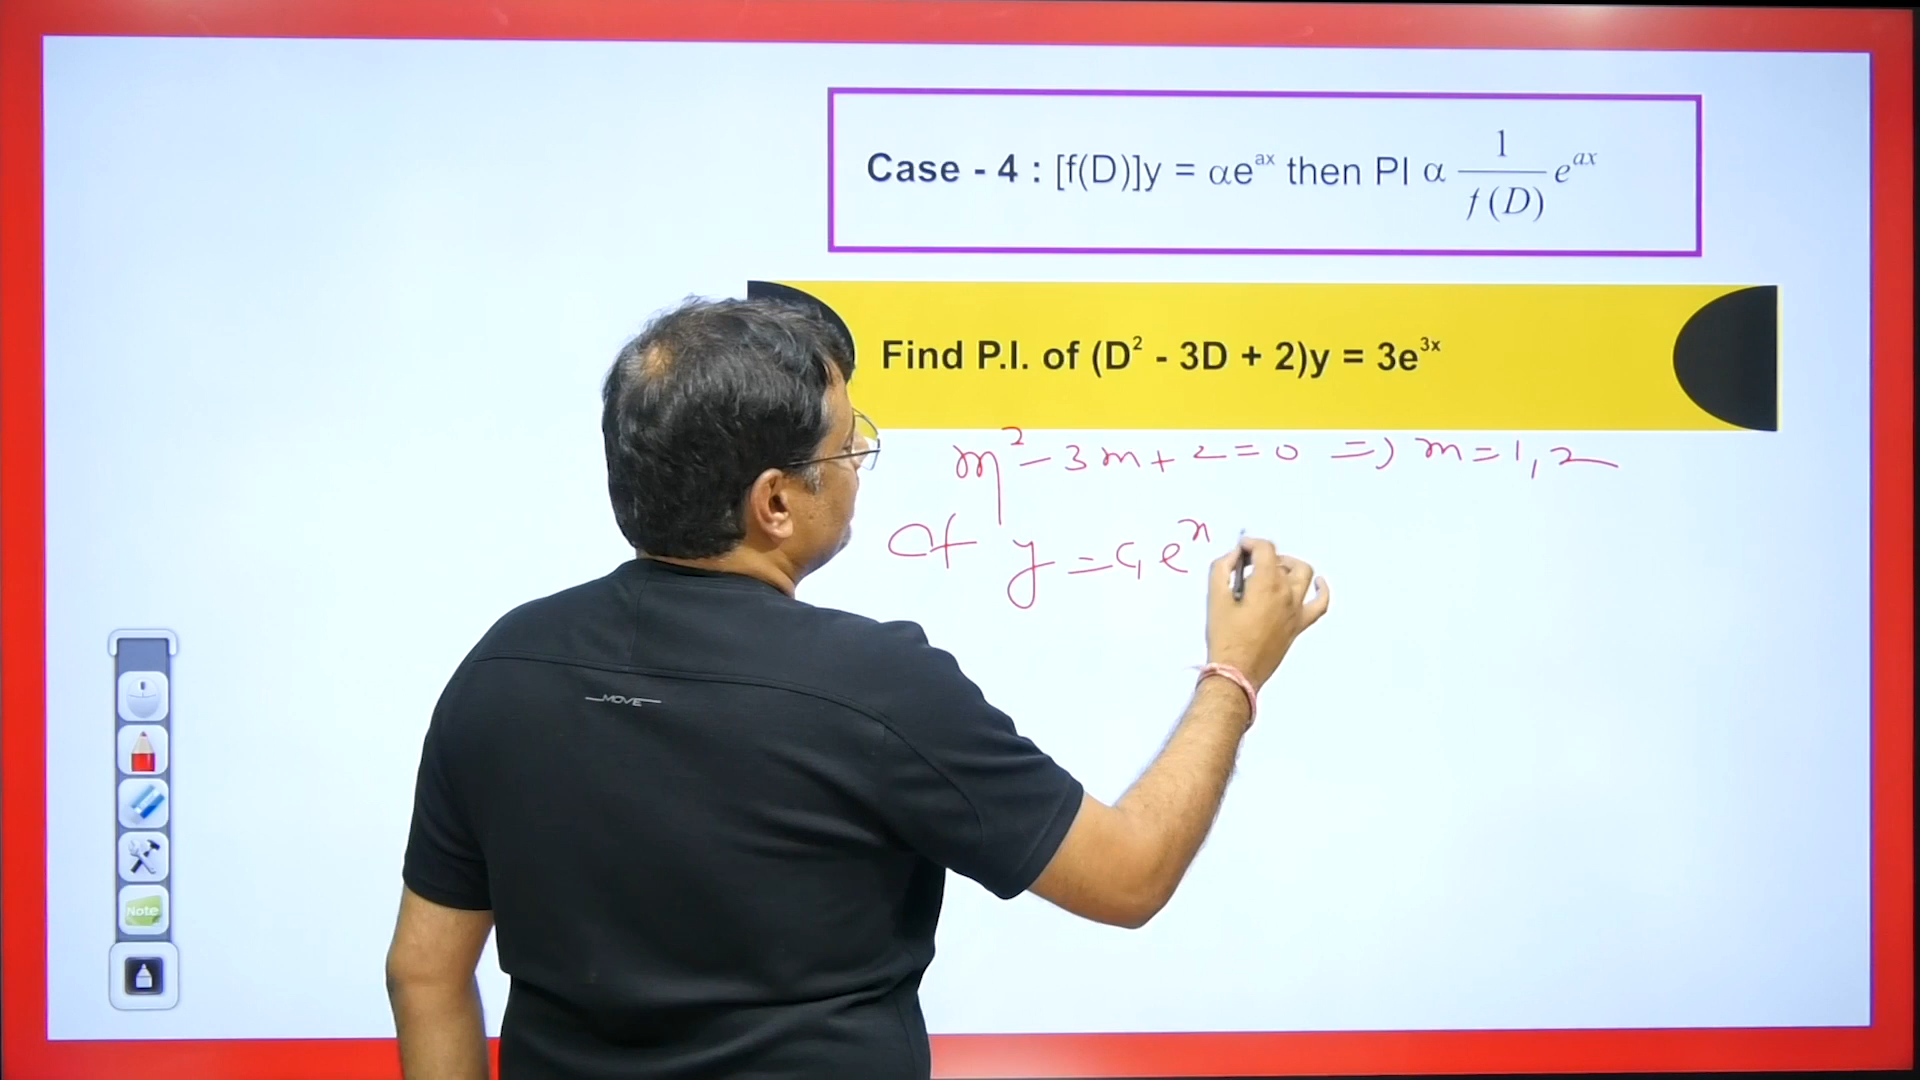 Case - 4 : [f(D)]y = αe^ax then PI α 1/f(D) e^ax
Find P.I. of (D² - 3D + 2)y = 3e^3x
m² - 3m + 2 = 0 => m = 1, 2
Cf y = C₁e^x
MOVE
Note